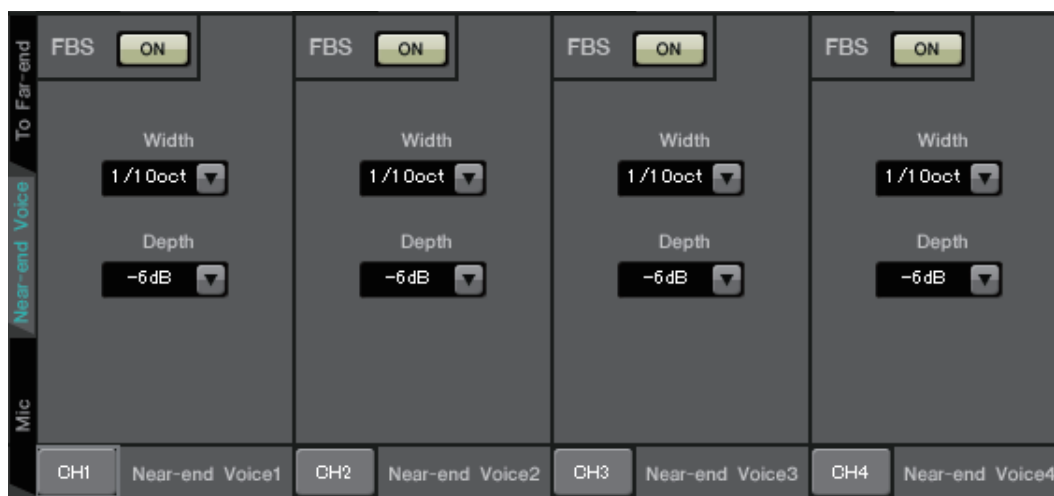 To Far-end
Near-end Voice
Mic
FBS ON FBS ON FBS ON FBS ON
Width Width Width Width
1/10oct 1/10oct 1/10oct 1/10oct
Depth Depth Depth Depth
-6dB -6dB -6dB -6dB
CH1 Near-end Voice1 CH2 Near-end Voice2 CH3 Near-end Voice3 CH4 Near-end Voice4